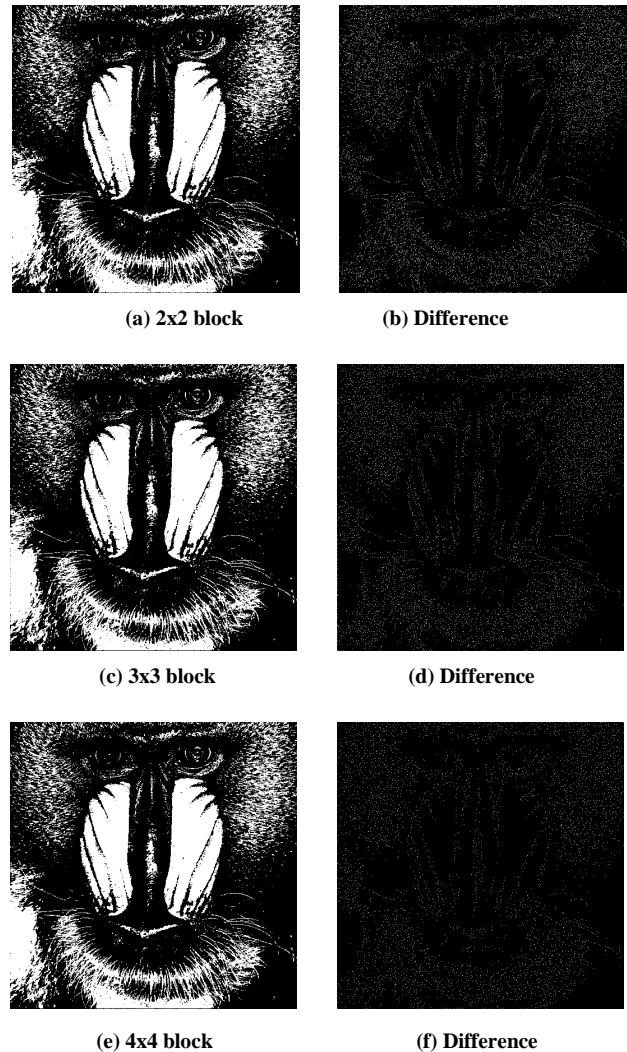 (a) 2x2 block
(b) Difference
(c) 3x3 block
(d) Difference
(e) 4x4 block
(f) Difference